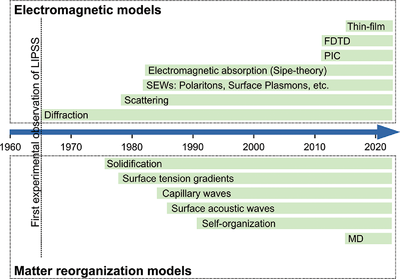 Electromagnetic models
Thin-film
FDTD
PIC
Electromagnetic absorption (Sipe-theory)
SEWs: Polaritons, Surface Plasmons, etc.
Scattering
Diffraction
First experimental observation of LIPSS
1960 1970 1980 1990 2000 2010 2020
Solidification
Surface tension gradients
Capillary waves
Surface acoustic waves
Self-organization
MD
Matter reorganization models